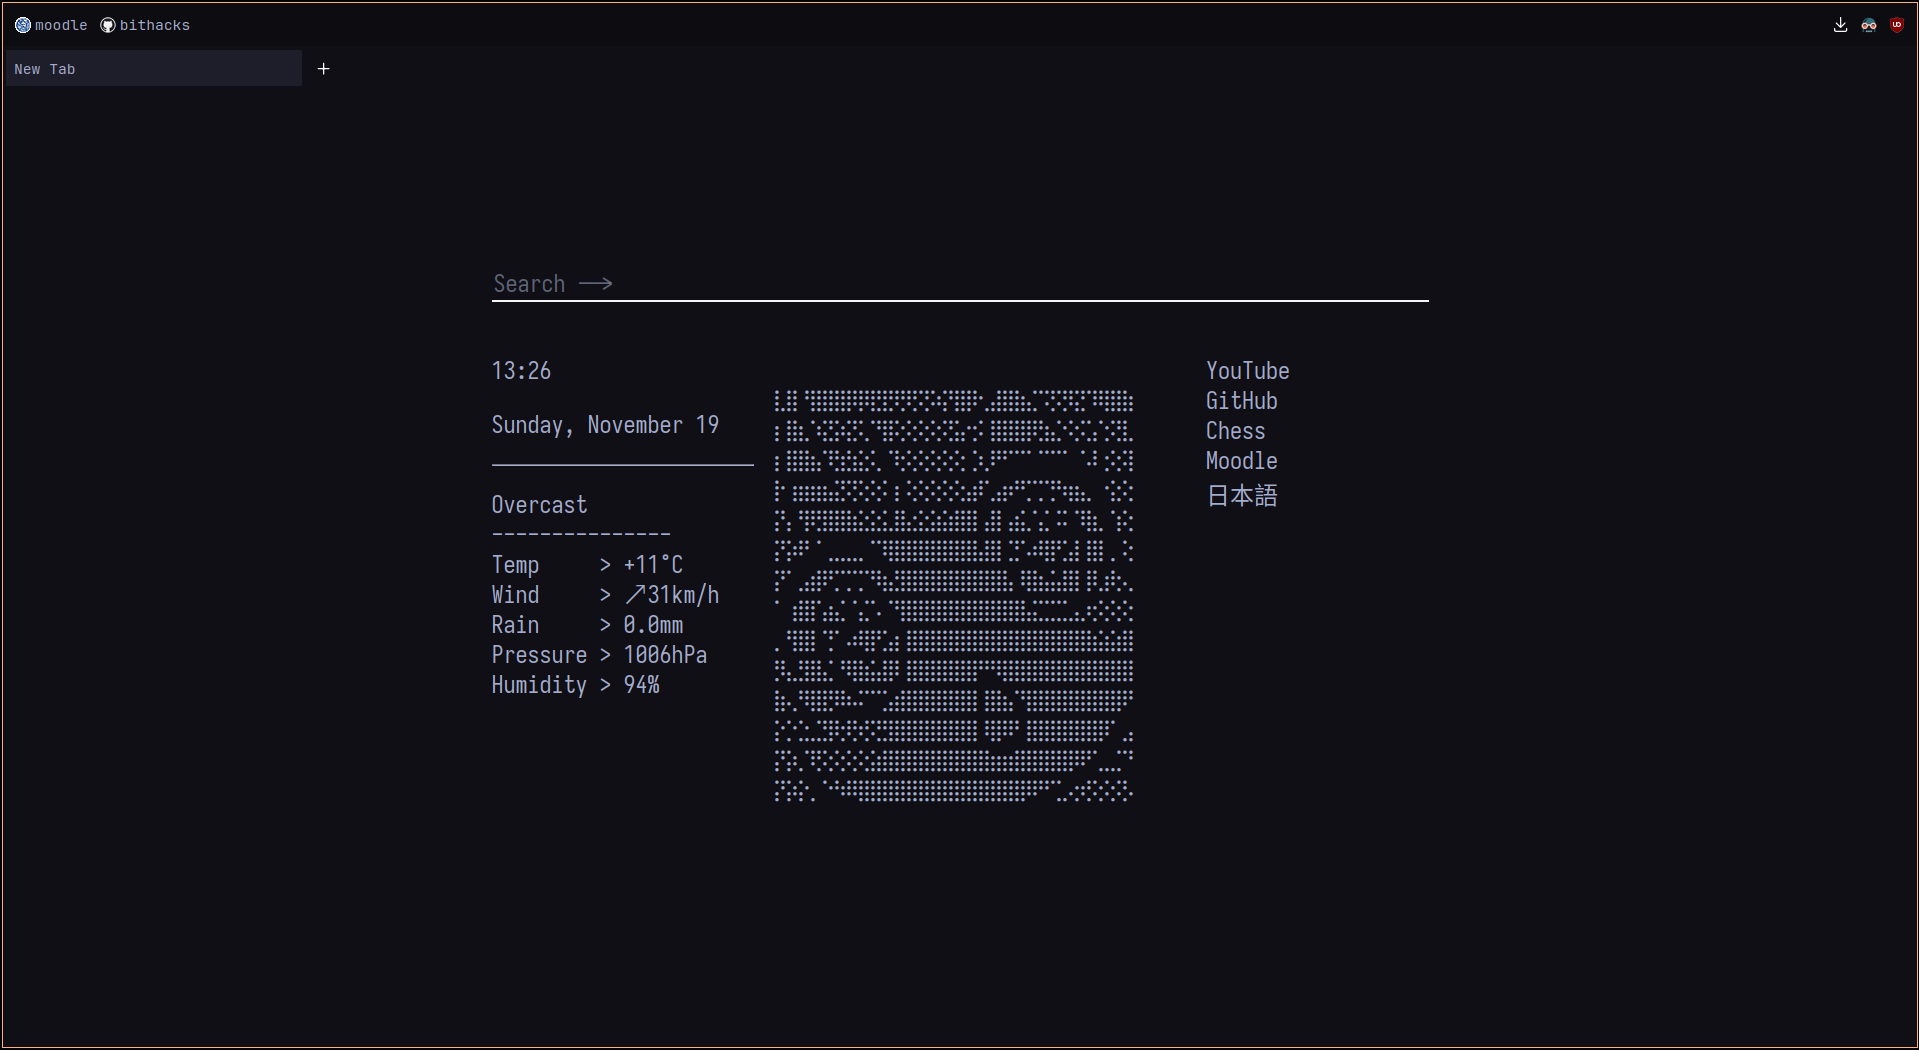 moodle bithacks
New Tab +
Search ⟶
13:26
Sunday, November 19
Overcast
---------------
Temp > +11°C
Wind > ↗31km/h
Rain > 0.0mm
Pressure > 1006hPa
Humidity > 94%
YouTube
GitHub
Chess
Moodle
日本語